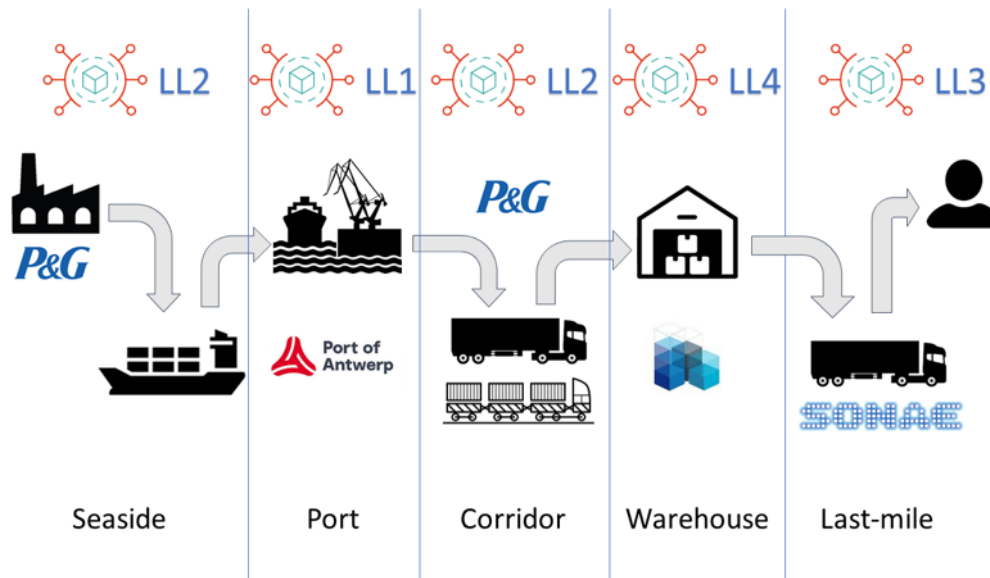 LL2
LL1
LL2
LL4
LL3
P&G
P&G
Port of
Antwerp
SONAE
Seaside
Port
Corridor
Warehouse
Last-mile